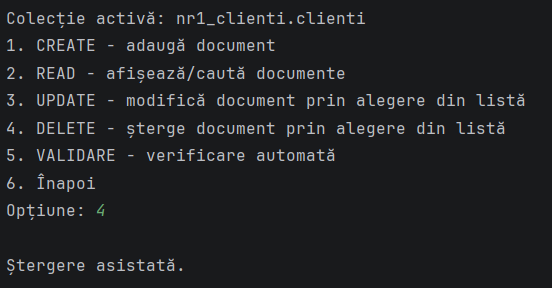 Colecție activă: nr1_clienti.clienti
1. CREATE - adaugă document
2. READ - afișează/caută documente
3. UPDATE - modifică document prin alegere din listă
4. DELETE - șterge document prin alegere din listă
5. VALIDARE - verificare automată
6. Înapoi
Opțiune: 4
Ștergere asistată.